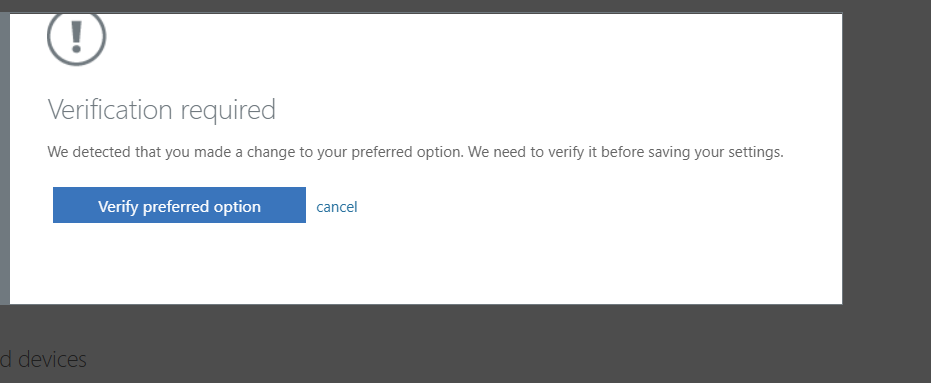 Verification required
We detected that you made a change to your preferred option. We need to verify it before saving your settings.
Verify preferred option cancel
d devices